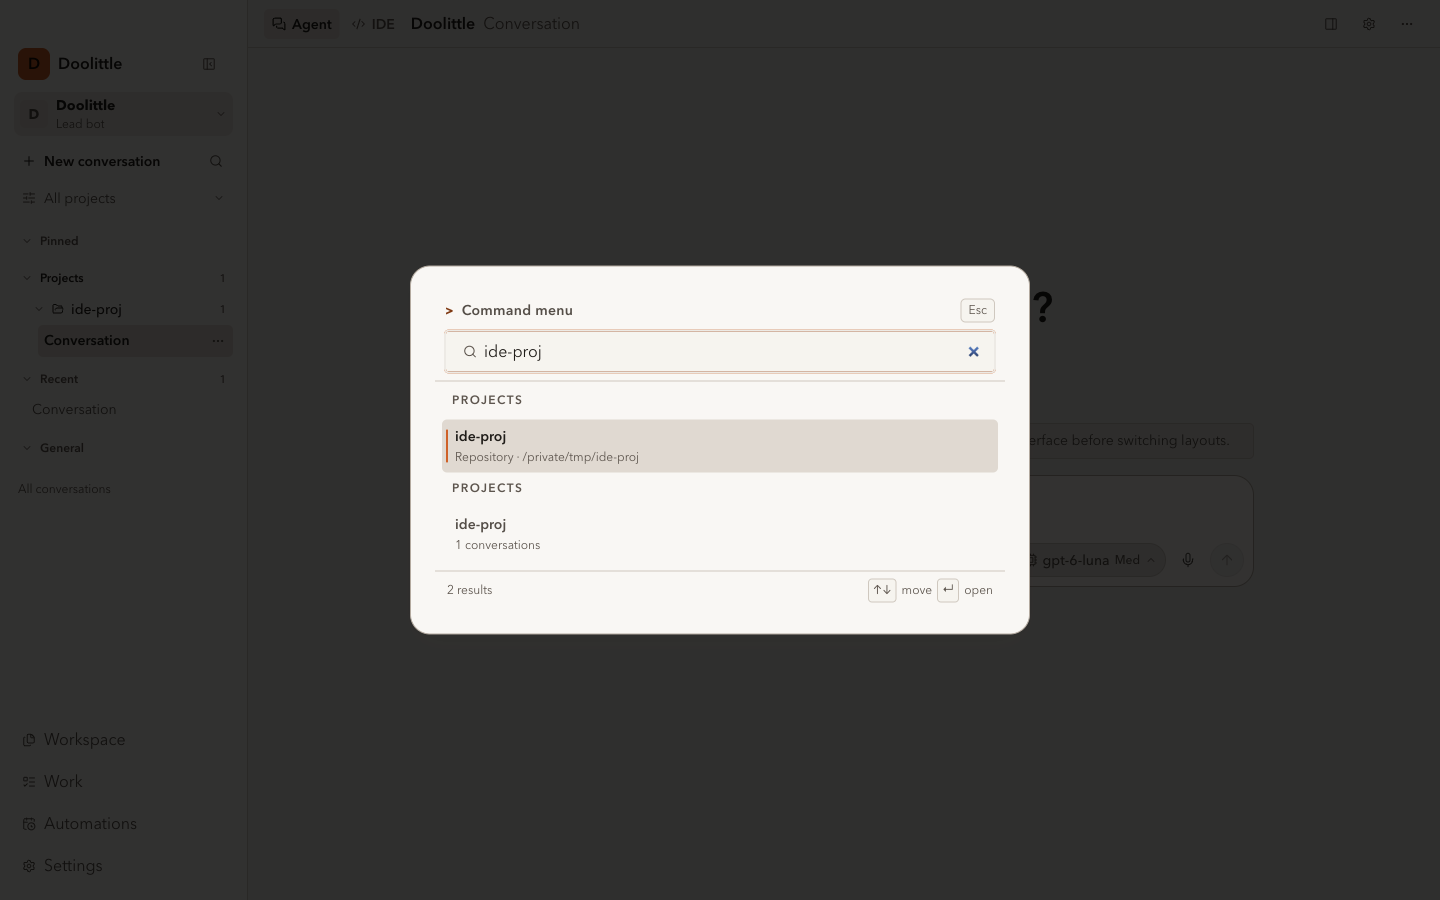 Agent
IDE
Doolittle Conversation
D
Doolittle
D
Doolittle
Lead bot
New conversation
All projects
Pinned
Projects 1
ide-proj 1
Conversation
Recent 1
Conversation
General
All conversations
Workspace
Work
Automations
Settings
?
> Command menu
Esc
ide-proj
PROJECTS
ide-proj
Repository · /private/tmp/ide-proj
PROJECTS
ide-proj
1 conversations
2 results
↑↓ move ↵ open
before switching layouts.
gpt-6-luna Med